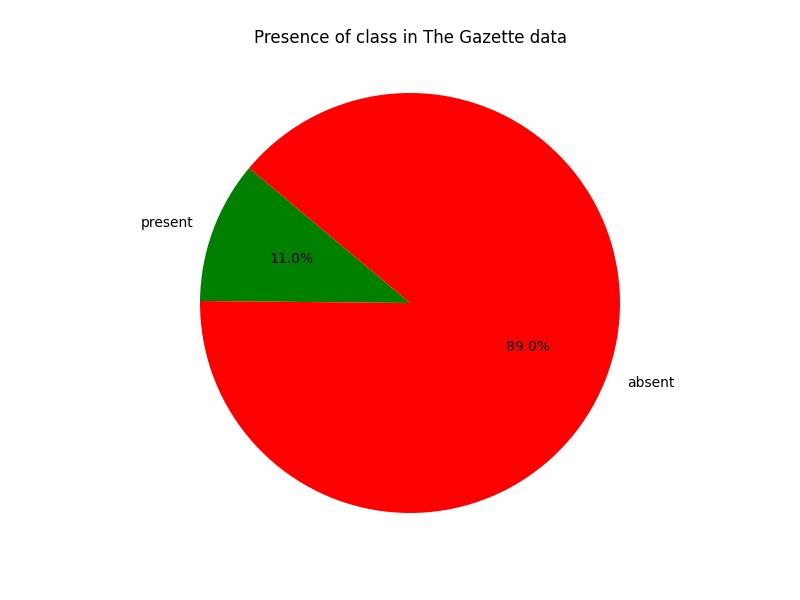 Presence of class in The Gazette data
present
11.0%
89.0%
absent